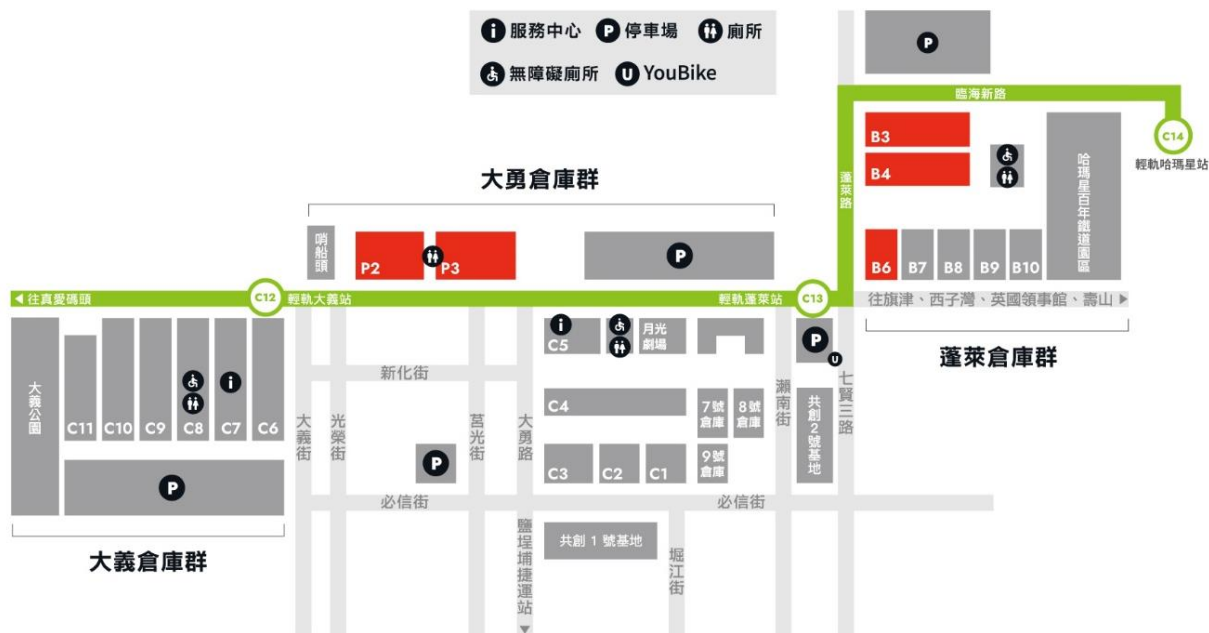 i 服務中心 P 停車場 廁所
無障礙廁所 U YouBike
P
臨海新路
C14
輕軌哈瑪星站
蓬萊路
B3
B4
哈瑪星百年鐵道園區
B6 B7 B8 B9 B10
往旗津、西子灣、英國領事館、壽山 ▶
蓬萊倉庫群
大勇倉庫群
哨船頭
P2 P3 P
◀ 往真愛碼頭 C12 輕軌大義站 輕軌蓬萊站 C13
大義公園
C11 C10 C9 C8 i C7 C6
P
大義倉庫群
大義街
光榮街
新化街
莒光街
大勇路
P
必信街
鹽埕埔捷運站 ▼
i C5
月光
劇場
C4
7號
倉庫
8號
倉庫
C3 C2 C1
9號
倉庫
必信街
共創 1 號基地
堀江街
瀨南街
P U
共創2號基地
七賢三路